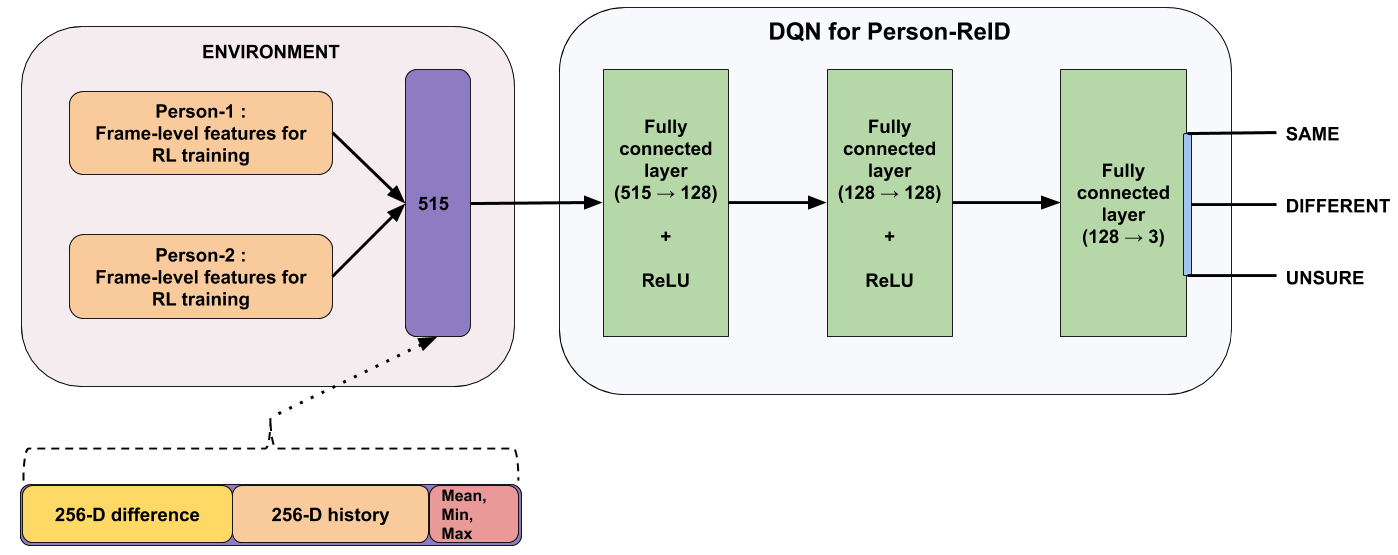 ENVIRONMENT
Person-1 :
Frame-level features for
RL training
Person-2 :
Frame-level features for
RL training
515
DQN for Person-ReID
Fully
connected
layer
(515 → 128)
+
ReLU
Fully
connected
layer
(128 → 128)
+
ReLU
Fully
connected
layer
(128 → 3)
SAME
DIFFERENT
UNSURE
256-D difference
256-D history
Mean,
Min,
Max